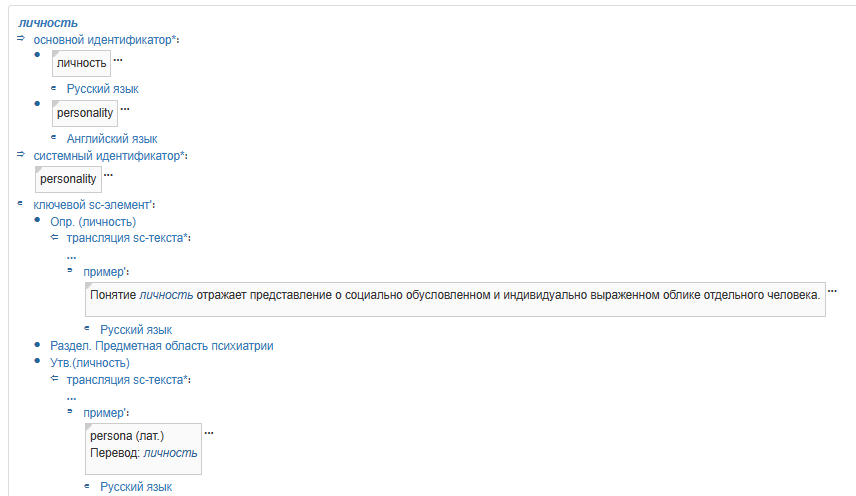 личность
⇒ основной идентификатор*:
• личность ...
∊ Русский язык
• personality ...
∊ Английский язык
⇒ системный идентификатор*:
personality ...
∊ ключевой sc-элемент':
• Опр. (личность)
⇐ трансляция sc-текста*:
...
∍ пример':
Понятие личность отражает представление о социально обусловленном и индивидуально выраженном облике отдельного человека. ...
∊ Русский язык
• Раздел. Предметная область психиатрии
• Утв.(личность)
⇐ трансляция sc-текста*:
...
∍ пример':
persona (лат.) ...
Перевод: личность
∊ Русский язык